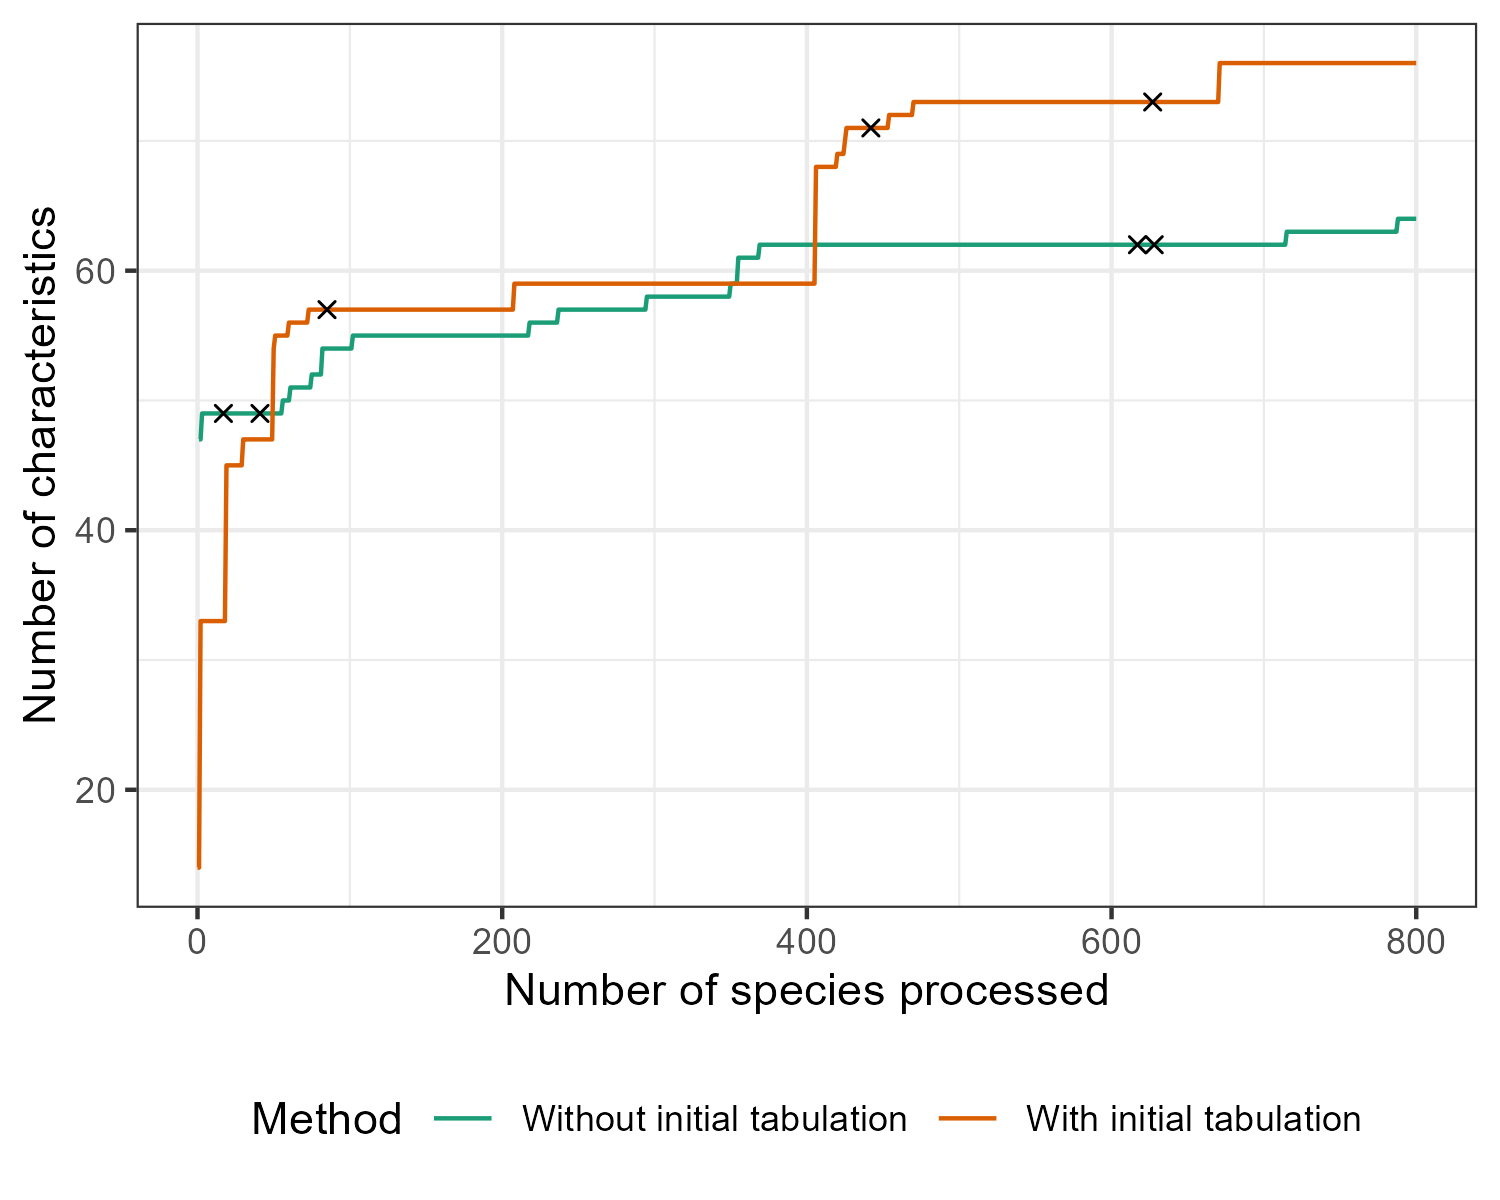 Number of characteristics
60
40
20
0 200 400 600 800
Number of species processed
Method Without initial tabulation With initial tabulation